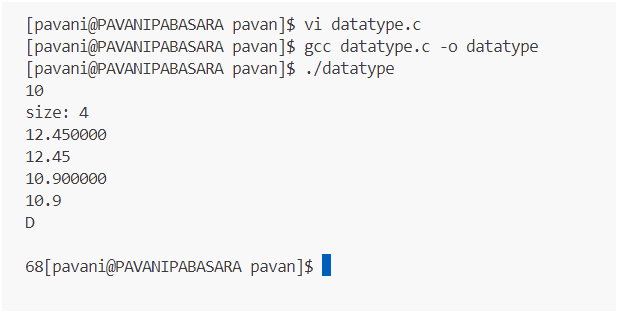 [pavani@PAVANIPABASARA pavan]$ vi datatype.c
[pavani@PAVANIPABASARA pavan]$ gcc datatype.c -o datatype
[pavani@PAVANIPABASARA pavan]$ ./datatype
10
size: 4
12.450000
12.45
10.900000
10.9
D
68[pavani@PAVANIPABASARA pavan]$